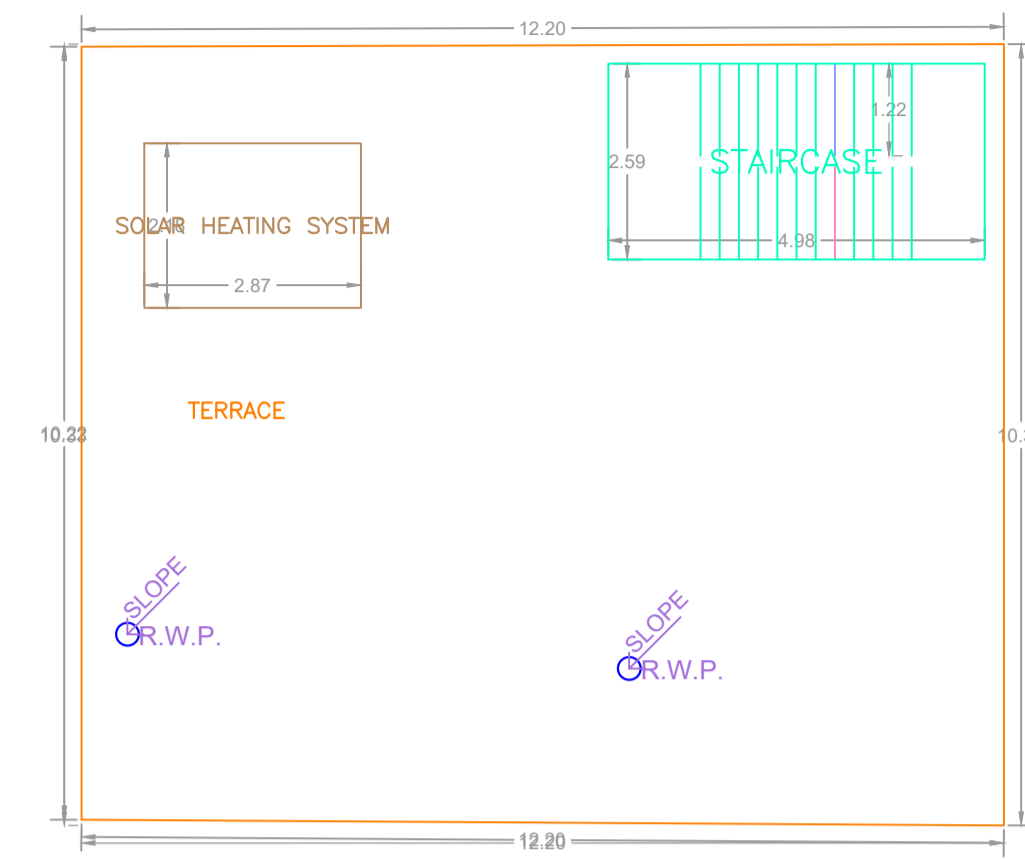 12.20
1.22
2.59
STAIRCASE
SOLAR HEATING SYSTEM
4.98
2.87
TERRACE
SLOPE
R.W.P.
SLOPE
R.W.P.
12.20